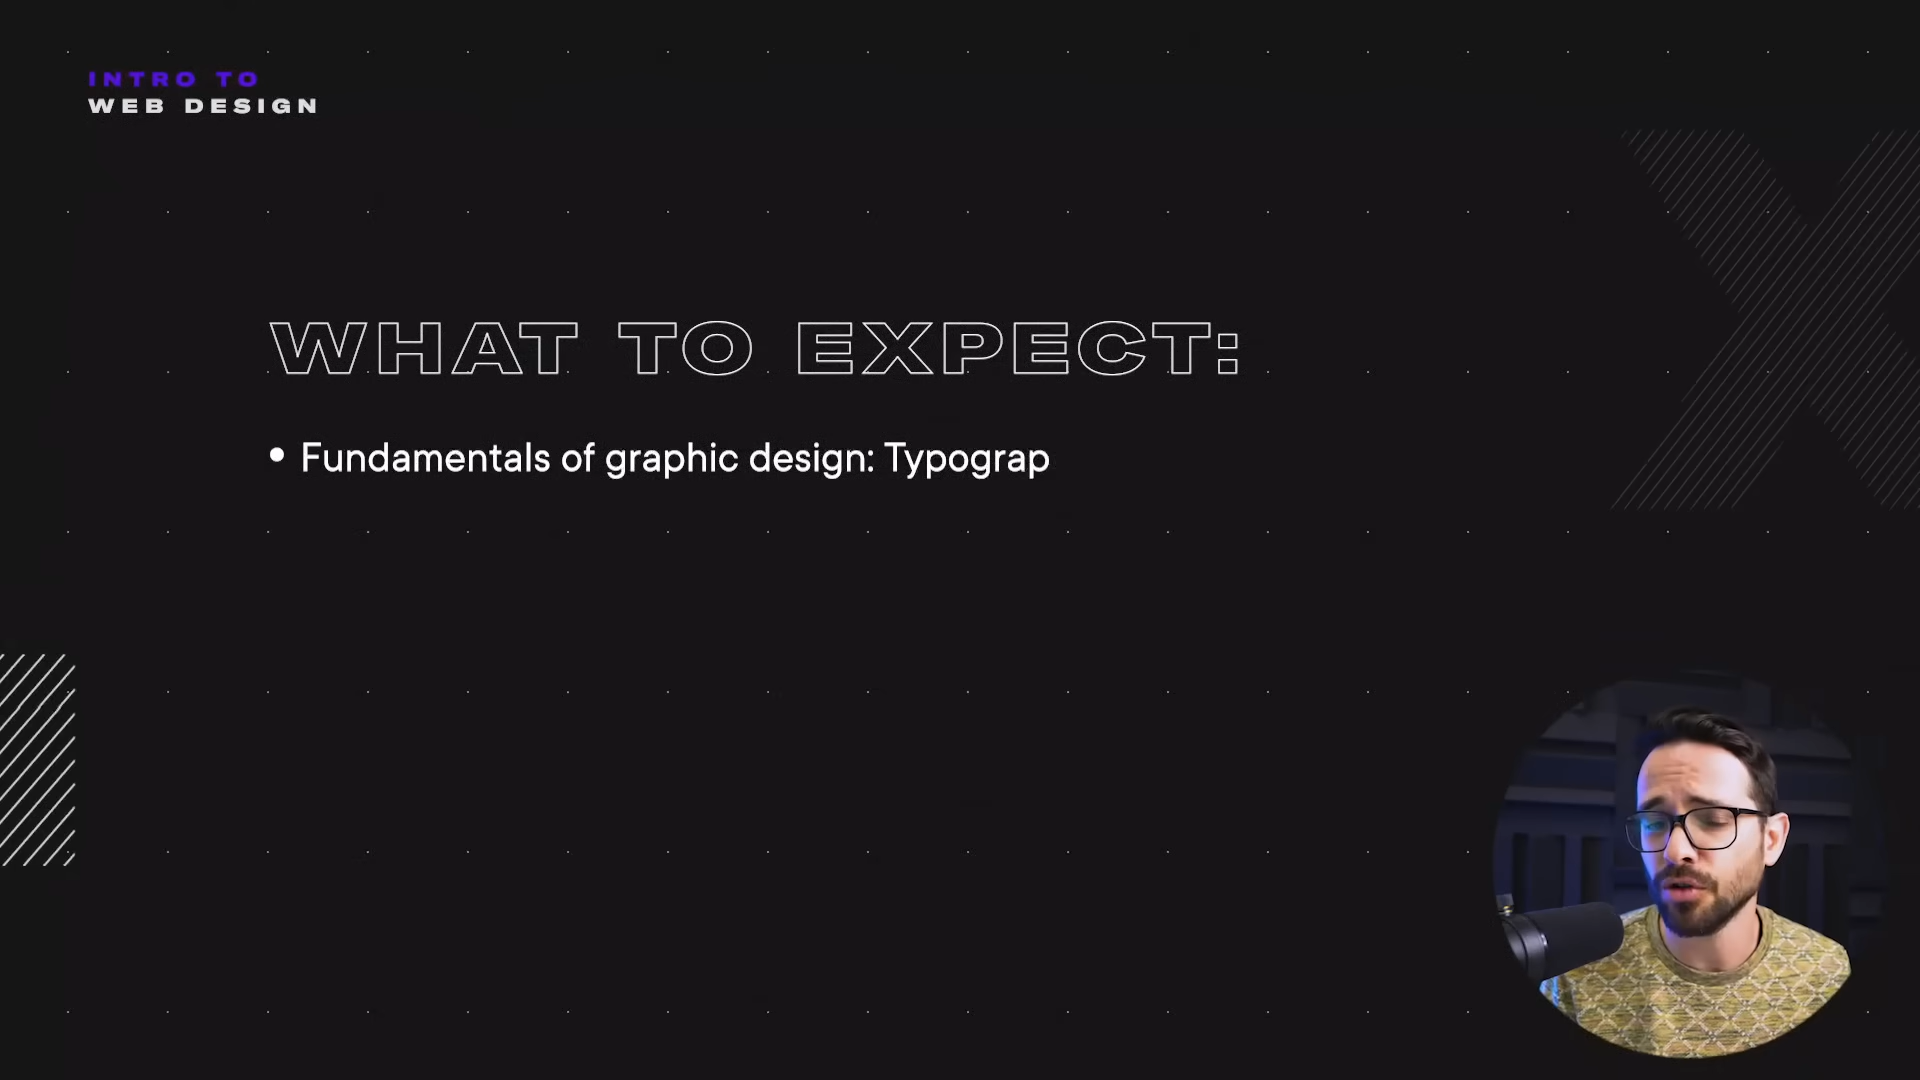 INTRO TO
WEB DESIGN
WHAT TO EXPECT:
• Fundamentals of graphic design: Typograp